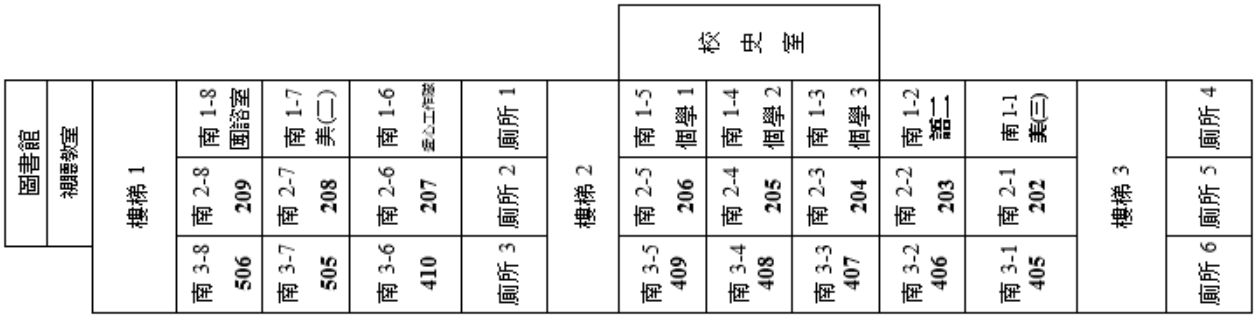 校史室
圖書館
視聽教室
樓梯 1
南 1-8
團諮室
南 1-7
美(二)
南 1-6
愛心工作隊
廁所 1
樓梯 2
南 1-5
個學 1
南 1-4
個學 2
南 1-3
個學 3
南 1-2
語二
南 1-1
美(三)
樓梯 3
廁所 4
南 2-8
209
南 2-7
208
南 2-6
207
廁所 2
南 2-5
206
南 2-4
205
南 2-3
204
南 2-2
203
南 2-1
202
廁所 5
南 3-8
506
南 3-7
505
南 3-6
410
廁所 3
南 3-5
409
南 3-4
408
南 3-3
407
南 3-2
406
南 3-1
405
廁所 6